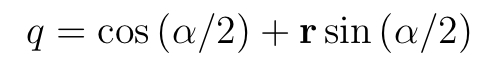 q = cos (α/2) + r sin (α/2)